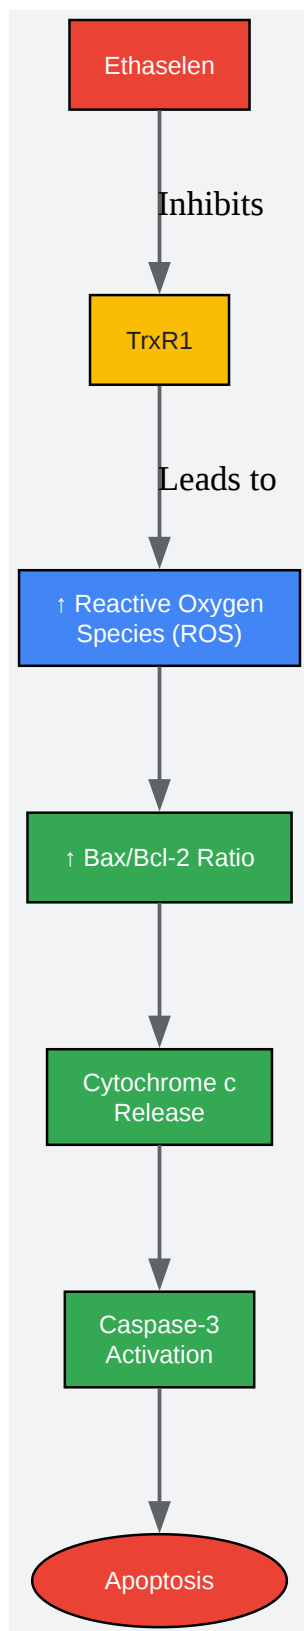 Ethaselen
Inhibits
TrxR1
Leads to
↑ Reactive Oxygen
Species (ROS)
↑ Bax/Bcl-2 Ratio
Cytochrome c
Release
Caspase-3
Activation
Apoptosis